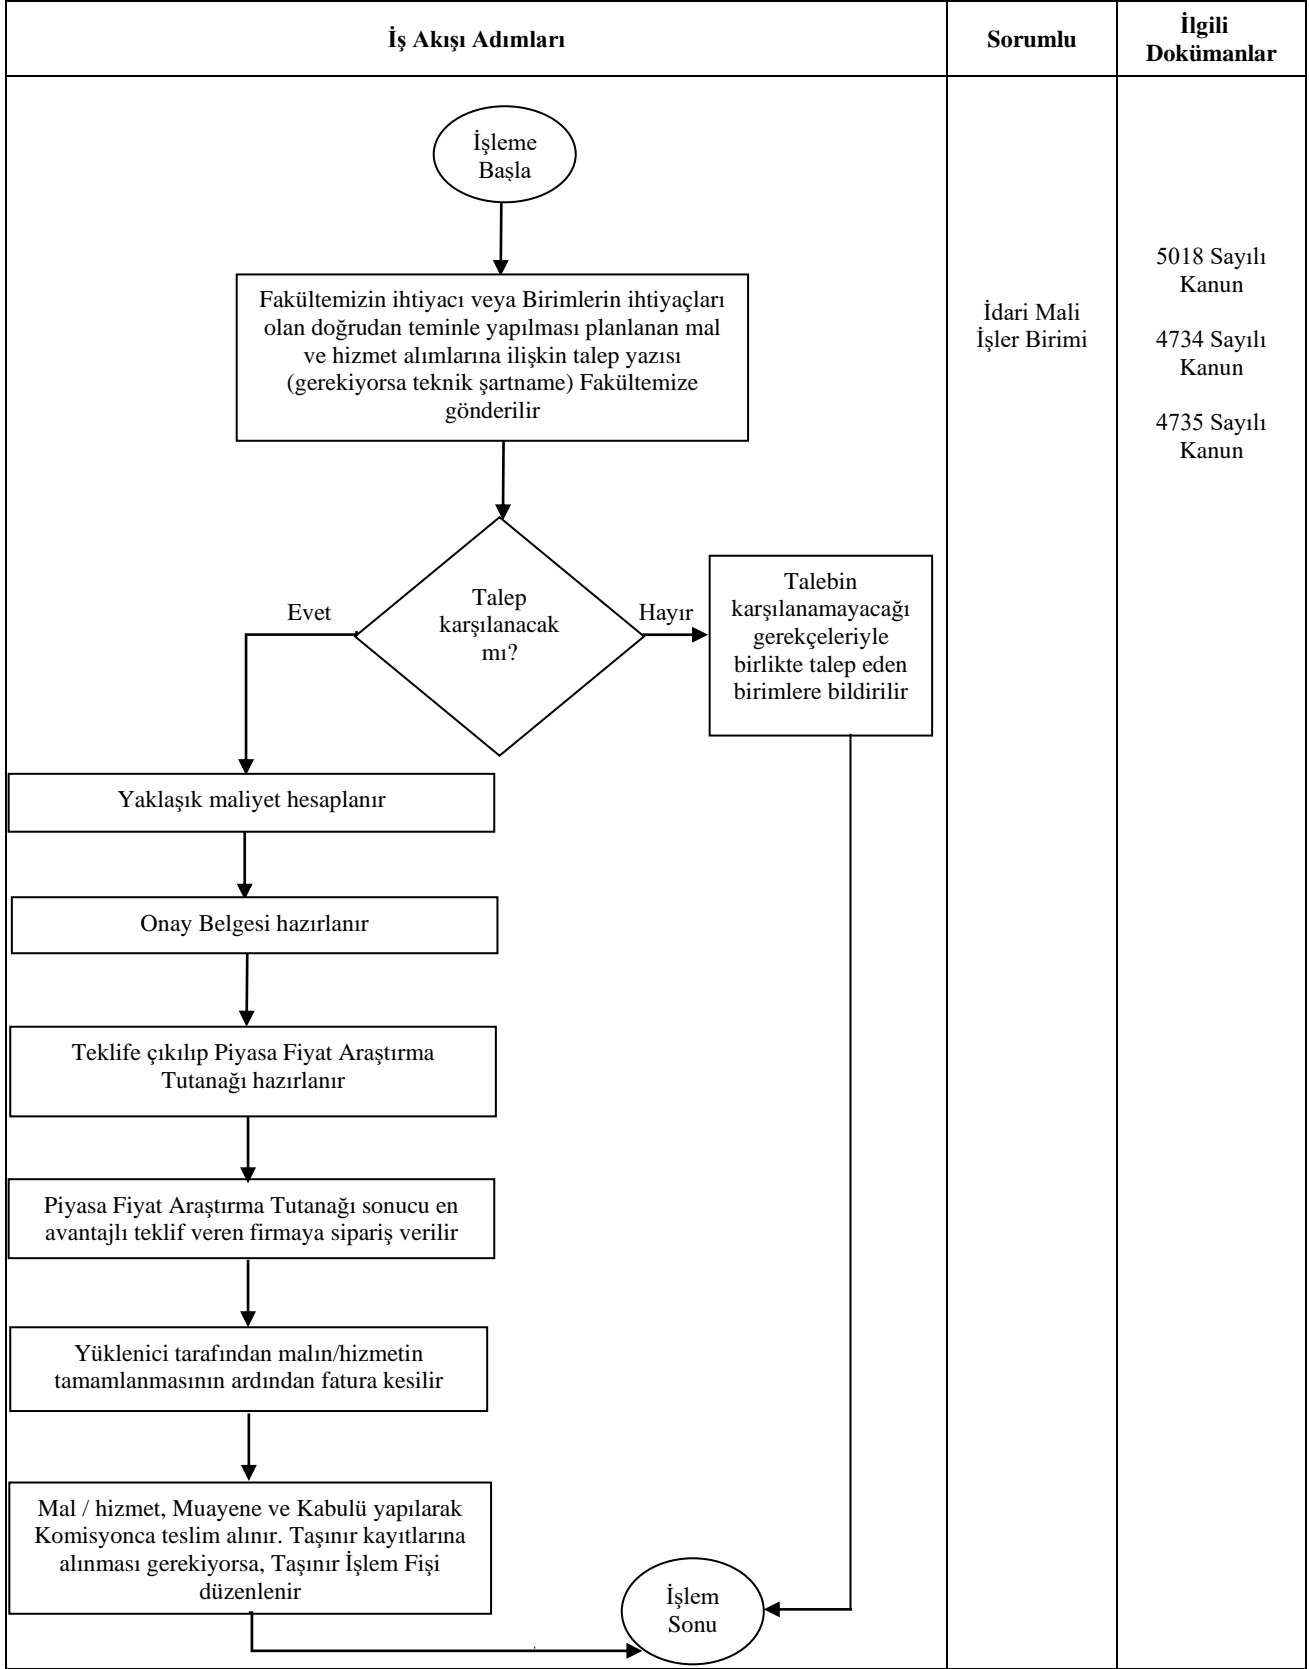 İş Akışı Adımları
Sorumlu
İlgili
Dokümanlar
İşleme
Başla
Fakültemizin ihtiyacı veya Birimlerin ihtiyaçları
olan doğrudan teminle yapılması planlanan mal
ve hizmet alımlarına ilişkin talep yazısı
(gerekiyorsa teknik şartname) Fakültemize
gönderilir
İdari Mali
İşler Birimi
5018 Sayılı
Kanun
4734 Sayılı
Kanun
4735 Sayılı
Kanun
Talep
karşılanacak
mı?
Evet
Hayır
Talebin
karşılanamayacağı
gerekçeleriyle
birlikte talep eden
birimlere bildirilir
Yaklaşık maliyet hesaplanır
Onay Belgesi hazırlanır
Teklife çıkılıp Piyasa Fiyat Araştırma
Tutanağı hazırlanır
Piyasa Fiyat Araştırma Tutanağı sonucu en
avantajlı teklif veren firmaya sipariş verilir
Yüklenici tarafından malın/hizmetin
tamamlanmasının ardından fatura kesilir
Mal / hizmet, Muayene ve Kabulü yapılarak
Komisyonca teslim alınır. Taşınır kayıtlarına
alınması gerekiyorsa, Taşınır İşlem Fişi
düzenlenir
İşlem
Sonu